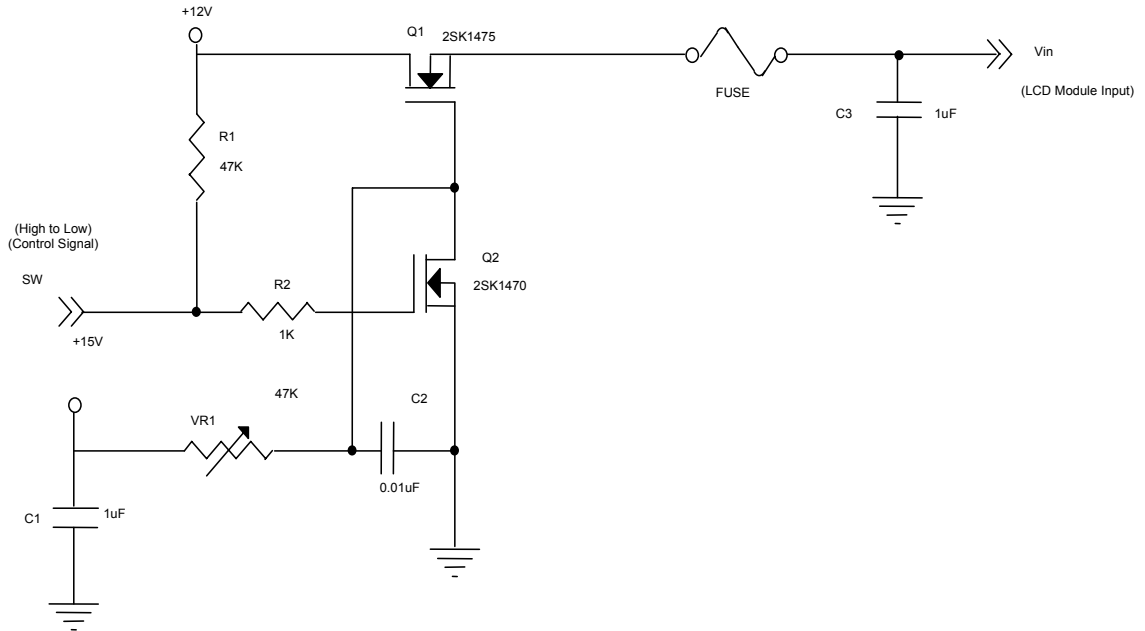 +12V
Q1
2SK1475
FUSE
Vin
(LCD Module Input)
C3
1uF
R1
47K
(High to Low)
(Control Signal)
SW
+15V
R2
1K
Q2
2SK1470
47K
VR1
C2
0.01uF
C1
1uF